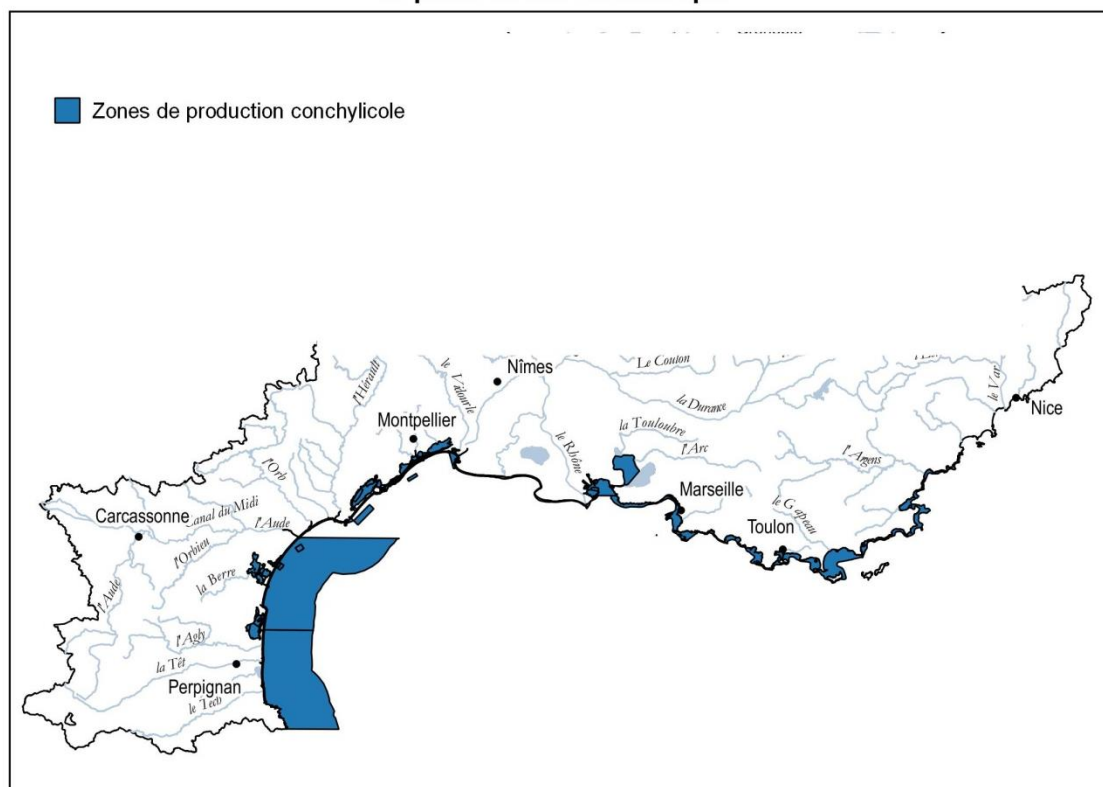 Zones de production conchylicole
Nîmes
Le Coulon
le Vidourle
l'Hérault
la Durance
le Var
Nice
Montpellier
la Touloubre
l'Arc
l'Argens
le Rhône
l'Orb
Marseille
Canal du Midi
Carcassonne
l'Aude
le Gapeau
Toulon
l'Orbieu
la Berre
l'Aude
l'Agly
la Têt
Perpignan
le Tech